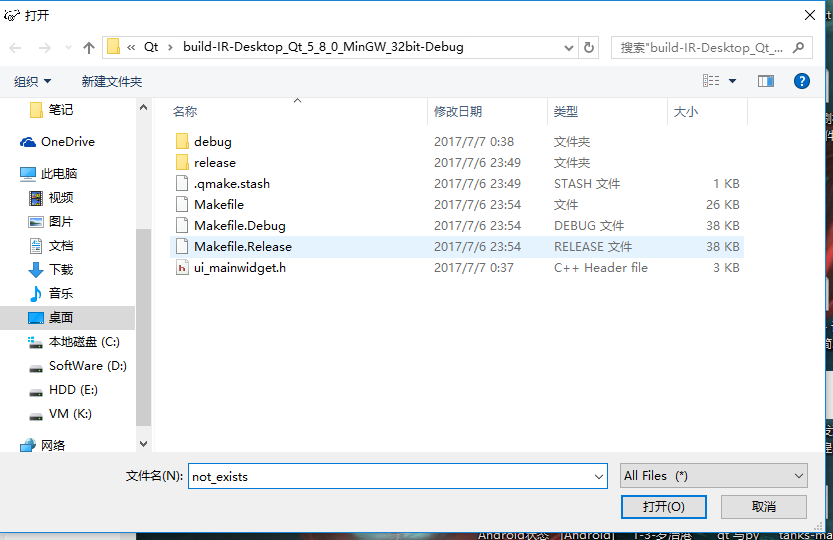 打开
« Qt › build-IR-Desktop_Qt_5_8_0_MinGW_32bit-Debug
搜索"build-IR-Desktop_Qt_...
组织 新建文件夹
名称 修改日期 类型 大小
笔记
OneDrive
此电脑
视频
图片
文档
下载
音乐
桌面
本地磁盘 (C:)
SoftWare (D:)
HDD (E:)
VM (K:)
网络
debug 2017/7/7 0:38 文件夹
release 2017/7/6 23:49 文件夹
.qmake.stash 2017/7/6 23:49 STASH 文件 1 KB
Makefile 2017/7/6 23:54 文件 26 KB
Makefile.Debug 2017/7/6 23:54 DEBUG 文件 38 KB
Makefile.Release 2017/7/6 23:54 RELEASE 文件 38 KB
ui_mainwidget.h 2017/7/7 0:37 C++ Header file 3 KB
文件名(N): not_exists All Files (*)
打开(O) 取消